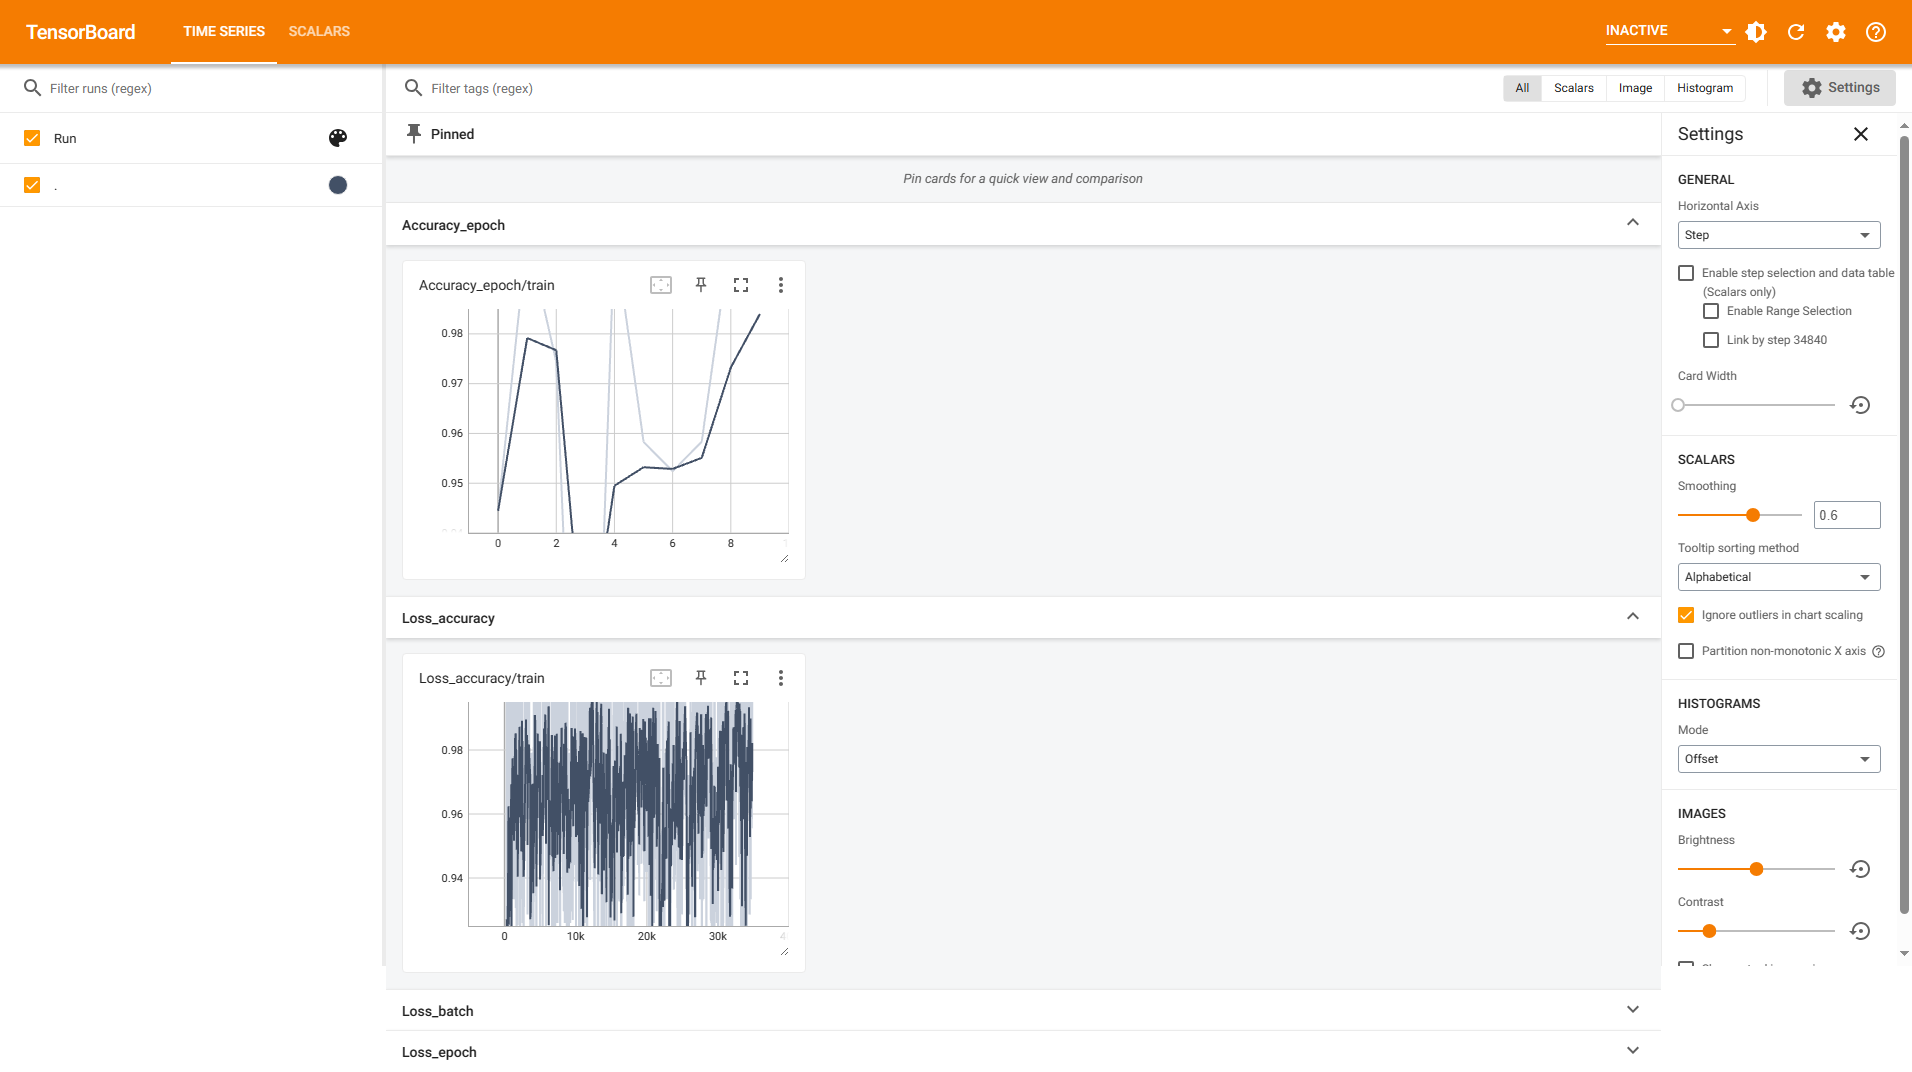 TensorBoard
TIME SERIES
SCALARS
INACTIVE
Filter runs (regex)
Filter tags (regex)
All
Scalars
Image
Histogram
Settings
Run
.
Pinned
Pin cards for a quick view and comparison
Accuracy_epoch
Accuracy_epoch/train
0.98
0.97
0.96
0.95
0
2
4
6
8
Loss_accuracy
Loss_accuracy/train
0.98
0.96
0.94
0
10k
20k
30k
Loss_batch
Loss_epoch
Settings
GENERAL
Horizontal Axis
Step
Enable step selection and data table
(Scalars only)
Enable Range Selection
Link by step 34840
Card Width
SCALARS
Smoothing
0.6
Tooltip sorting method
Alphabetical
Ignore outliers in chart scaling
Partition non-monotonic X axis
HISTOGRAMS
Mode
Offset
IMAGES
Brightness
Contrast